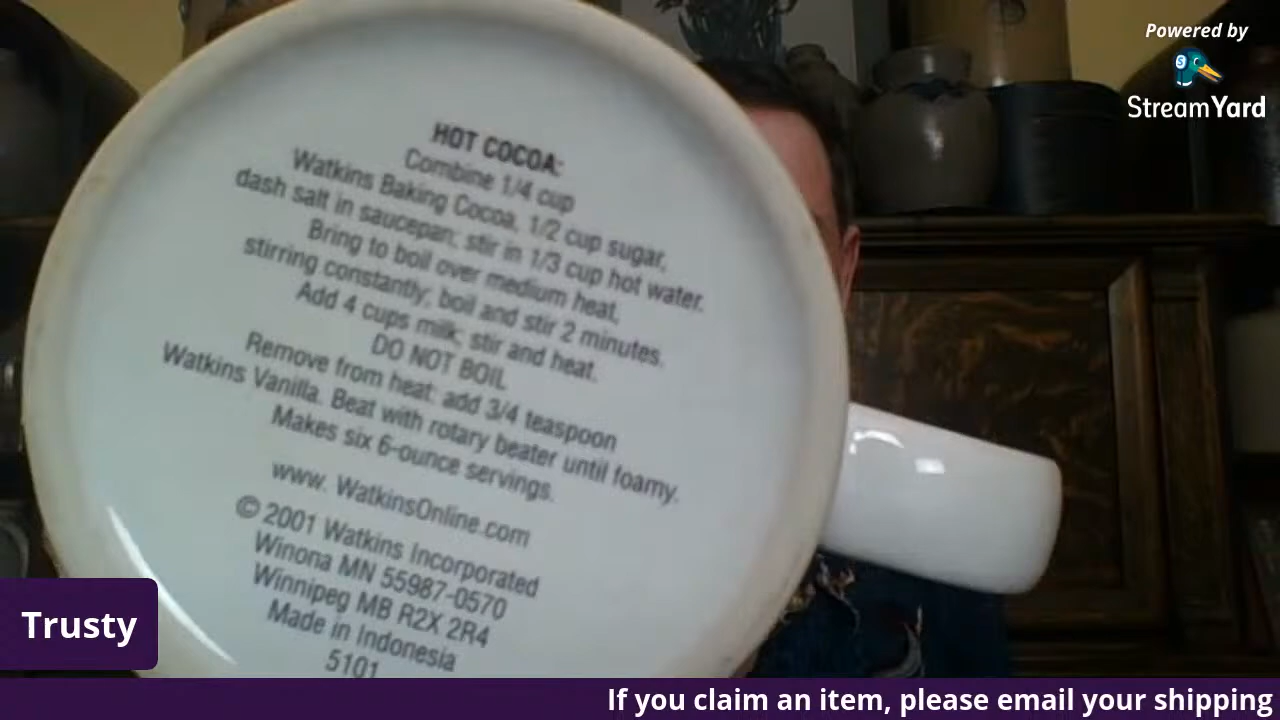 Powered by
StreamYard
HOT COCOA:
Combine 1/4 cup
Watkins Baking Cocoa, 1/2 cup sugar,
dash salt in saucepan; stir in 1/3 cup hot water.
Bring to boil over medium heat,
stirring constantly; boil and stir 2 minutes.
Add 4 cups milk; stir and heat.
DO NOT BOIL
Remove from heat: add 3/4 teaspoon
Watkins Vanilla. Beat with rotary beater until foamy.
Makes six 6-ounce servings.
www. WatkinsOnline.com
© 2001 Watkins Incorporated
Winona MN 55987-0570
Winnipeg MB R2X 2R4
Made in Indonesia
5101
Trusty
If you claim an item, please email your shipping